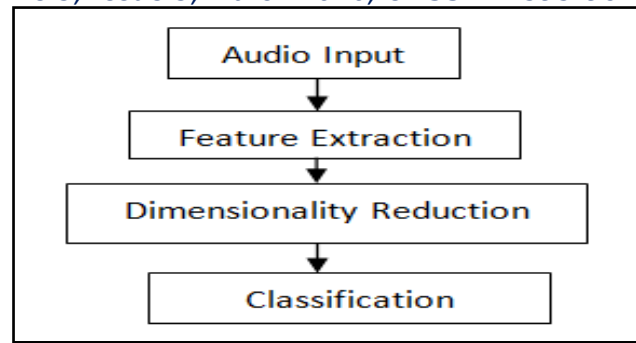 Audio Input
Feature Extraction
Dimensionality Reduction
Classification